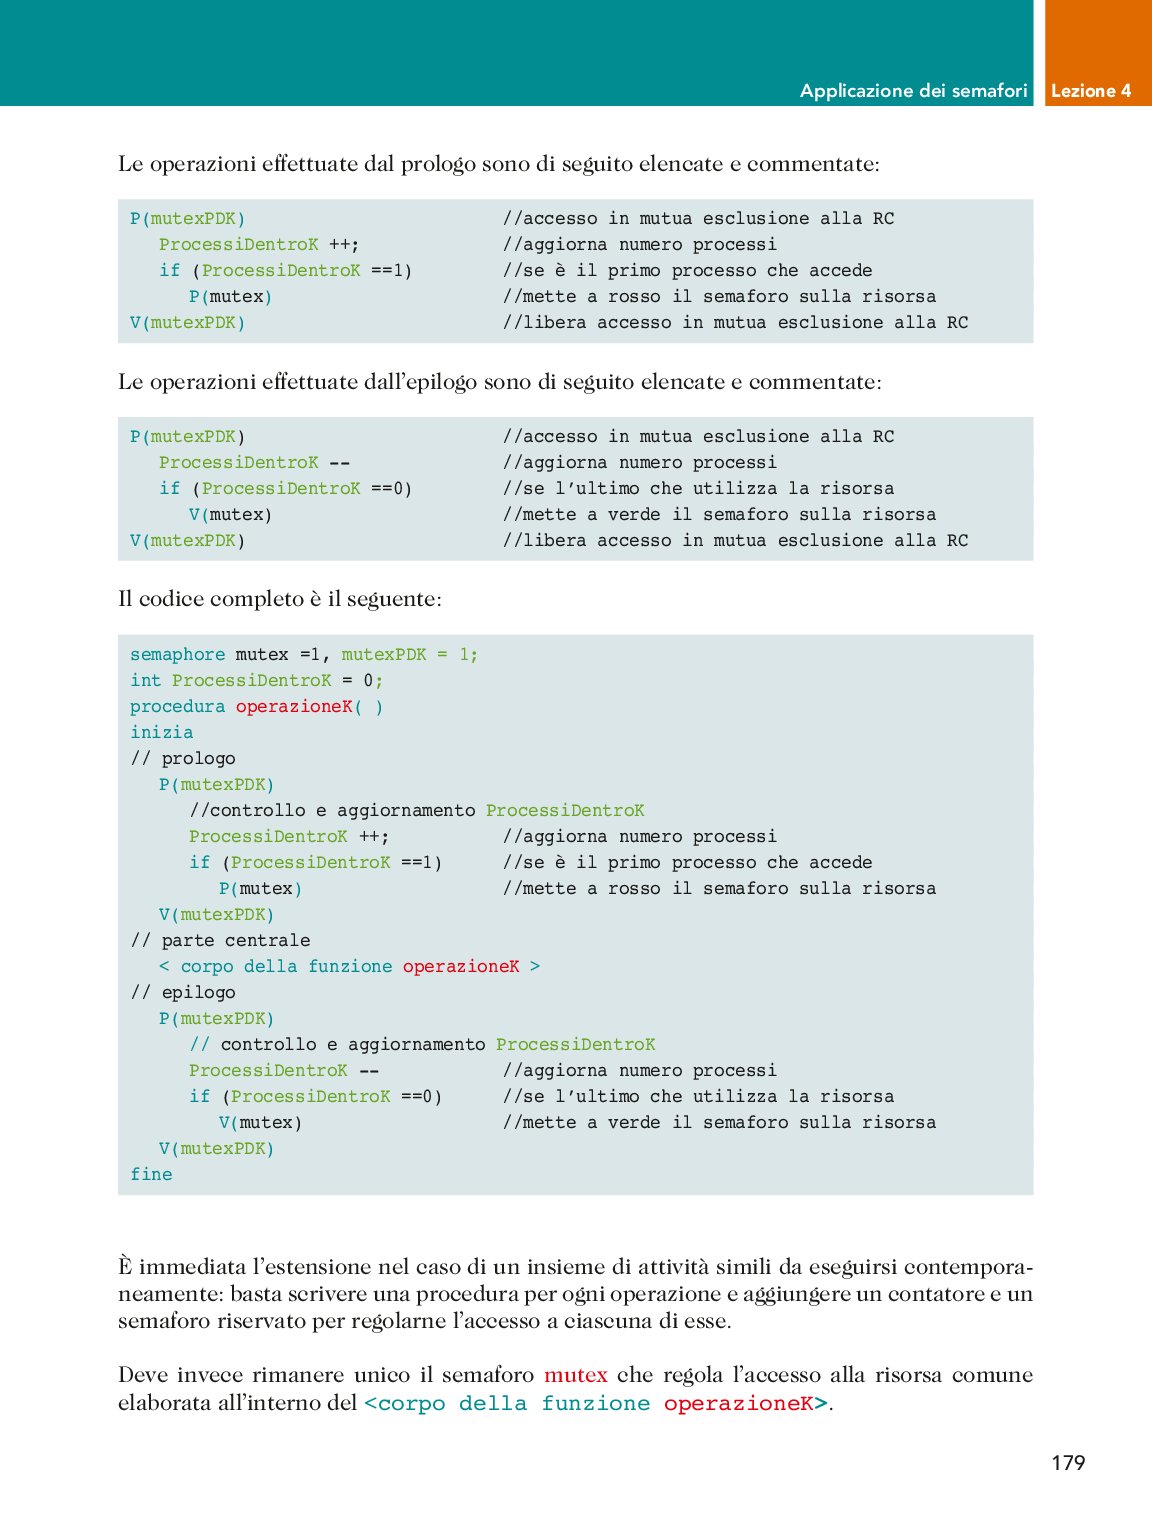 Applicazione dei semafori Lezione 4
Le operazioni effettuate dal prologo sono di seguito elencate e commentate:
P(mutexPDK) //accesso in mutua esclusione alla RC
ProcessiDentroK ++; //aggiorna numero processi
if (ProcessiDentroK ==1) //se è il primo processo che accede
P(mutex) //mette a rosso il semaforo sulla risorsa
V(mutexPDK) //libera accesso in mutua esclusione alla RC
Le operazioni effettuate dall’epilogo sono di seguito elencate e commentate:
P(mutexPDK) //accesso in mutua esclusione alla RC
ProcessiDentroK -- //aggiorna numero processi
if (ProcessiDentroK ==0) //se l’ultimo che utilizza la risorsa
V(mutex) //mette a verde il semaforo sulla risorsa
V(mutexPDK) //libera accesso in mutua esclusione alla RC
Il codice completo è il seguente:
semaphore mutex =1, mutexPDK = 1;
int ProcessiDentroK = 0;
procedura operazioneK( )
inizia
// prologo
P(mutexPDK)
//controllo e aggiornamento ProcessiDentroK
ProcessiDentroK ++; //aggiorna numero processi
if (ProcessiDentroK ==1) //se è il primo processo che accede
P(mutex) //mette a rosso il semaforo sulla risorsa
V(mutexPDK)
// parte centrale
< corpo della funzione operazioneK >
// epilogo
P(mutexPDK)
// controllo e aggiornamento ProcessiDentroK
ProcessiDentroK -- //aggiorna numero processi
if (ProcessiDentroK ==0) //se l’ultimo che utilizza la risorsa
V(mutex) //mette a verde il semaforo sulla risorsa
V(mutexPDK)
fine
È immediata l’estensione nel caso di un insieme di attività simili da eseguirsi contempora-
neamente: basta scrivere una procedura per ogni operazione e aggiungere un contatore e un
semaforo riservato per regolarne l’accesso a ciascuna di esse.
Deve invece rimanere unico il semaforo mutex che regola l’accesso alla risorsa comune
elaborata all’interno del <corpo della funzione operazioneK>.
179